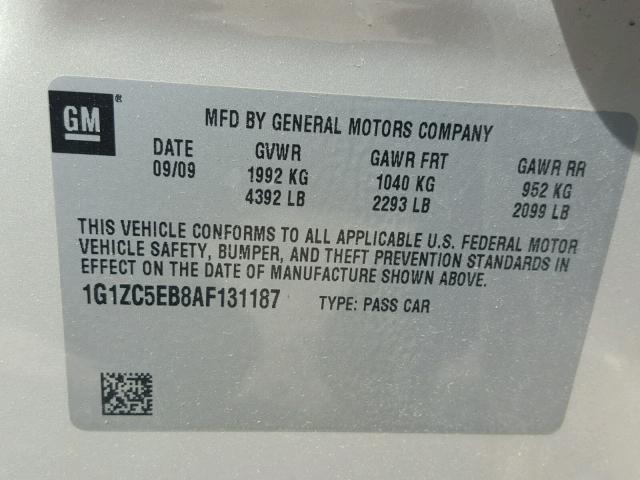 GM®
MFD BY GENERAL MOTORS COMPANY
DATE GVWR GAWR FRT GAWR RR
09/09 1992 KG 1040 KG 952 KG
4392 LB 2293 LB 2099 LB
THIS VEHICLE CONFORMS TO ALL APPLICABLE U.S. FEDERAL MOTOR
VEHICLE SAFETY, BUMPER, AND THEFT PREVENTION STANDARDS IN
EFFECT ON THE DATE OF MANUFACTURE SHOWN ABOVE.
1G1ZC5EB8AF131187 TYPE: PASS CAR